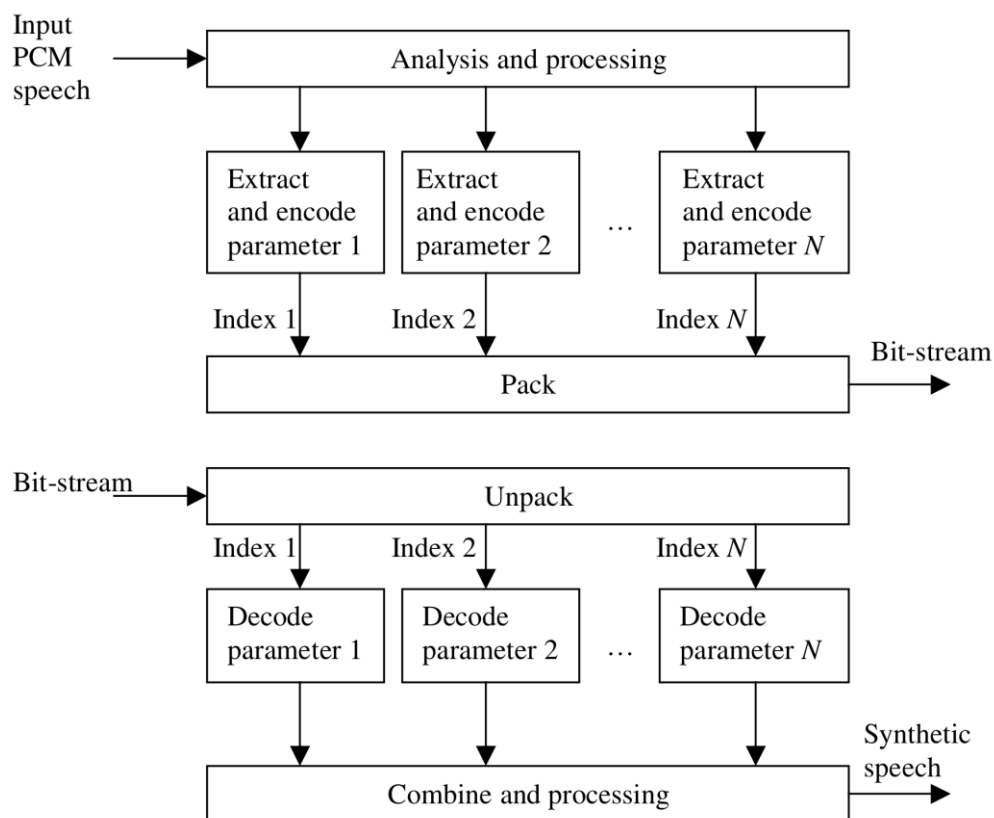 Input
PCM
speech
Analysis and processing
Extract
and encode
parameter 1
Extract
and encode
parameter 2
...
Extract
and encode
parameter N
Index 1
Index 2
Index N
Pack
Bit-stream
Bit-stream
Unpack
Index 1
Index 2
Index N
Decode
parameter 1
Decode
parameter 2
...
Decode
parameter N
Combine and processing
Synthetic
speech